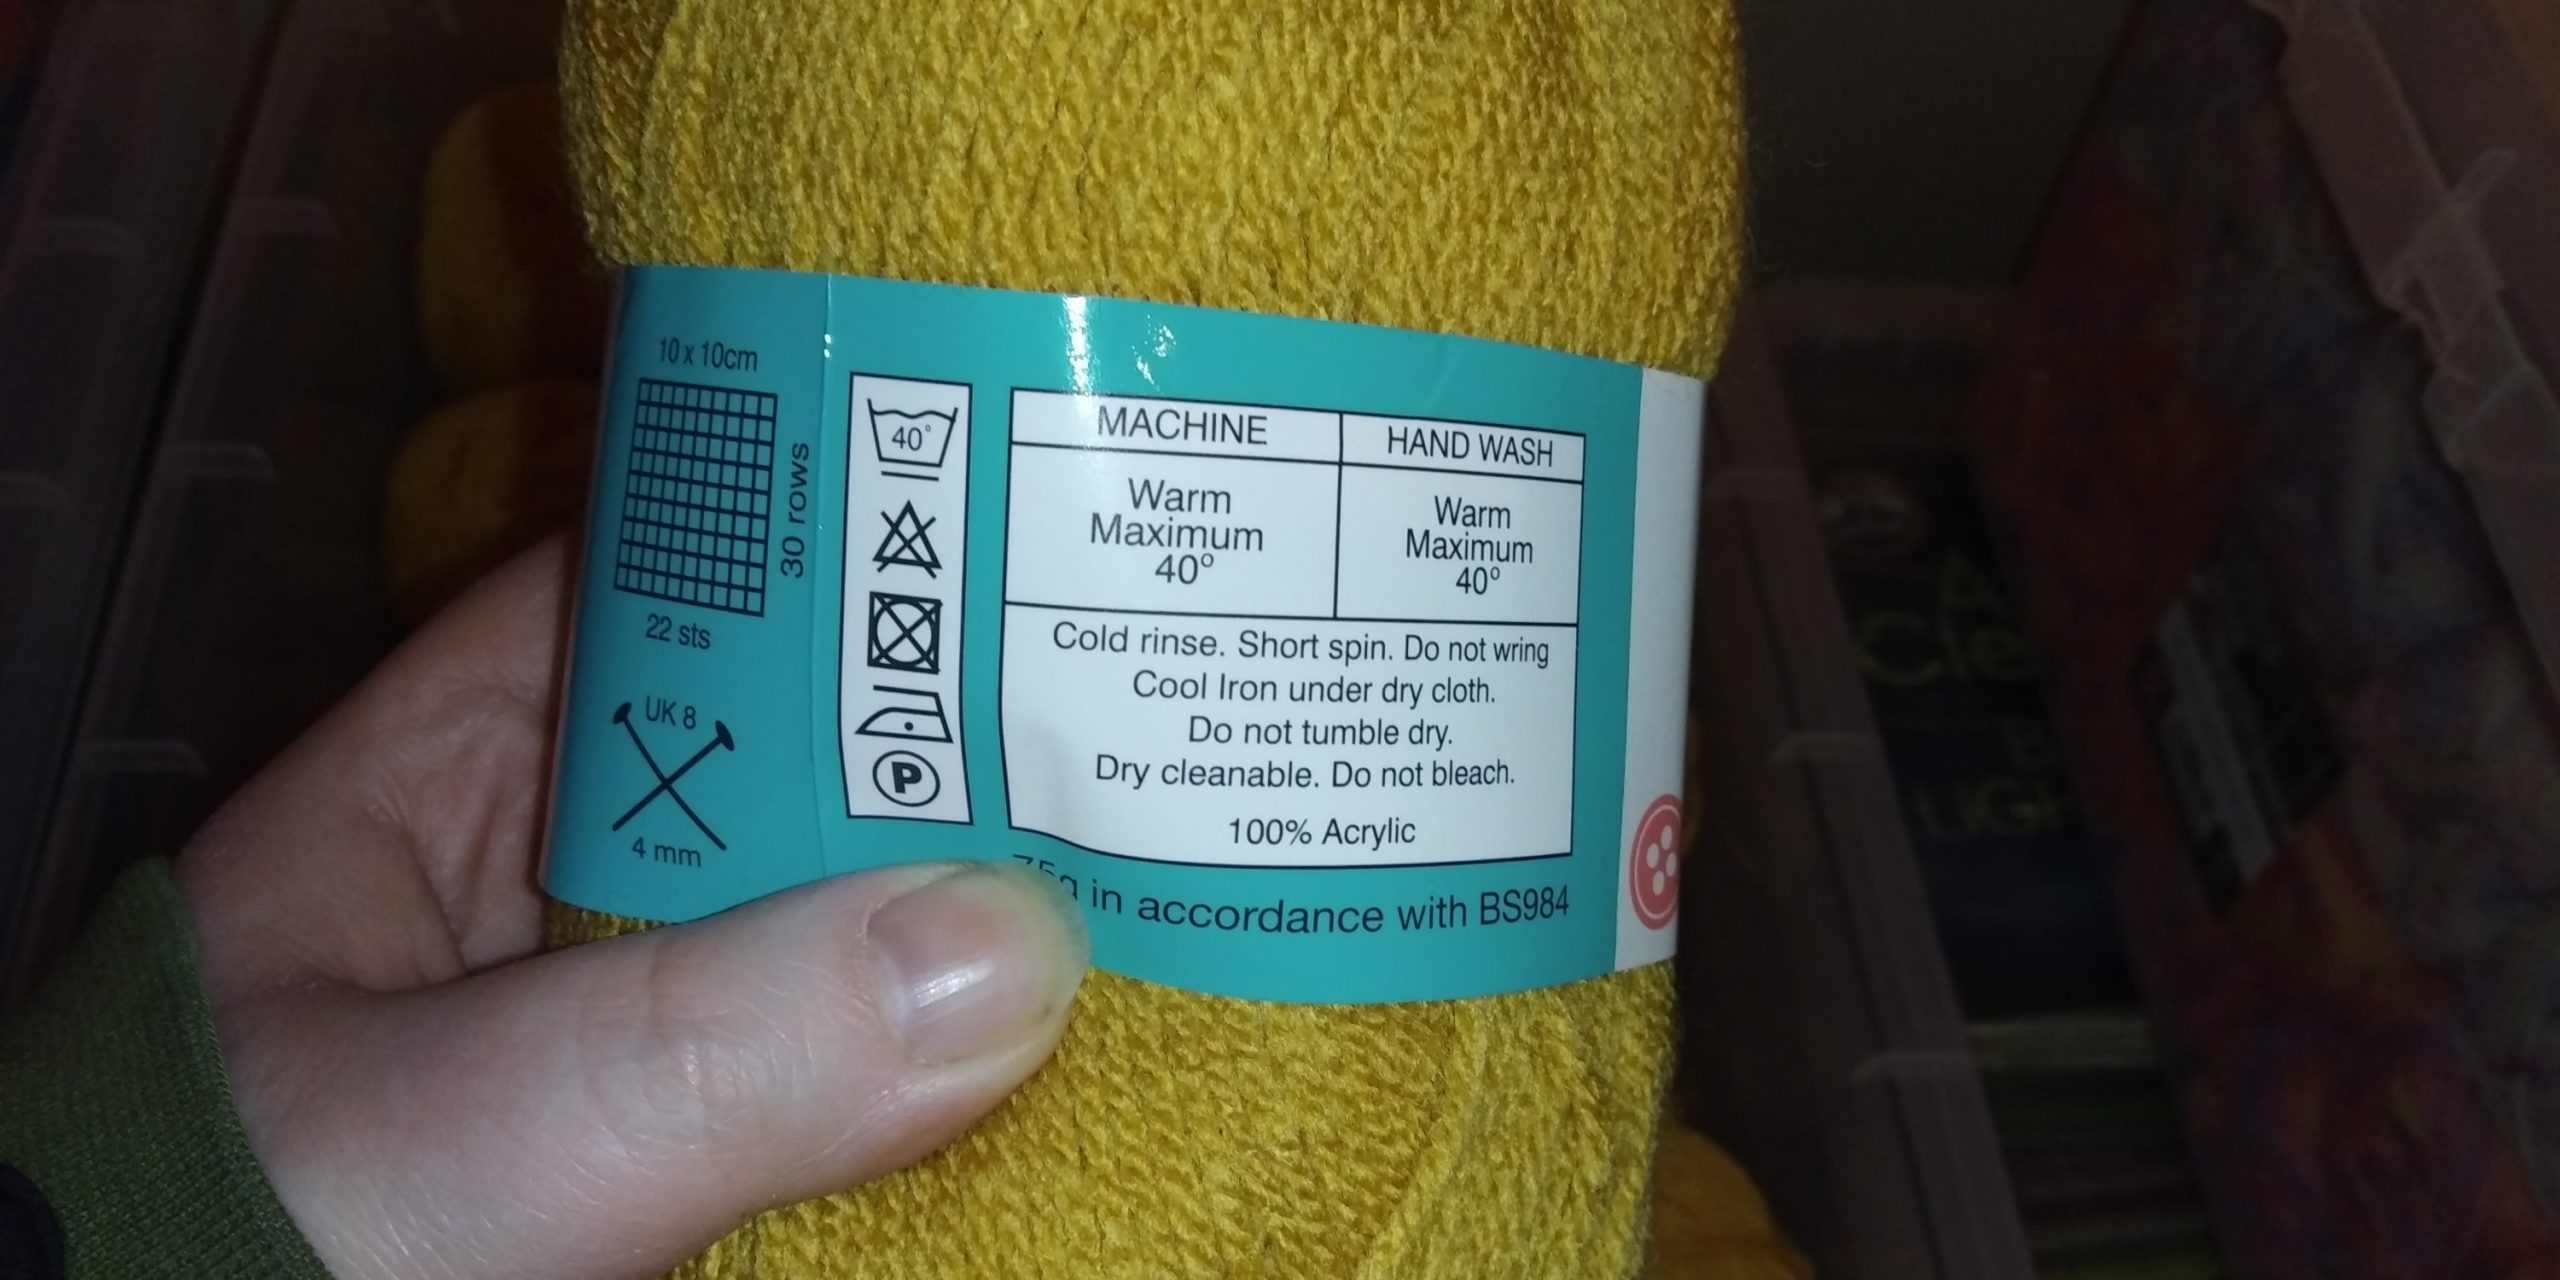 10 x 10cm
30 rows
22 sts
UK 8
4 mm
40°
P
MACHINE
HAND WASH
Warm
Maximum
40°
Warm
Maximum
40°
Cold rinse. Short spin. Do not wring
Cool Iron under dry cloth.
Do not tumble dry.
Dry cleanable. Do not bleach.
100% Acrylic
75g in accordance with BS984